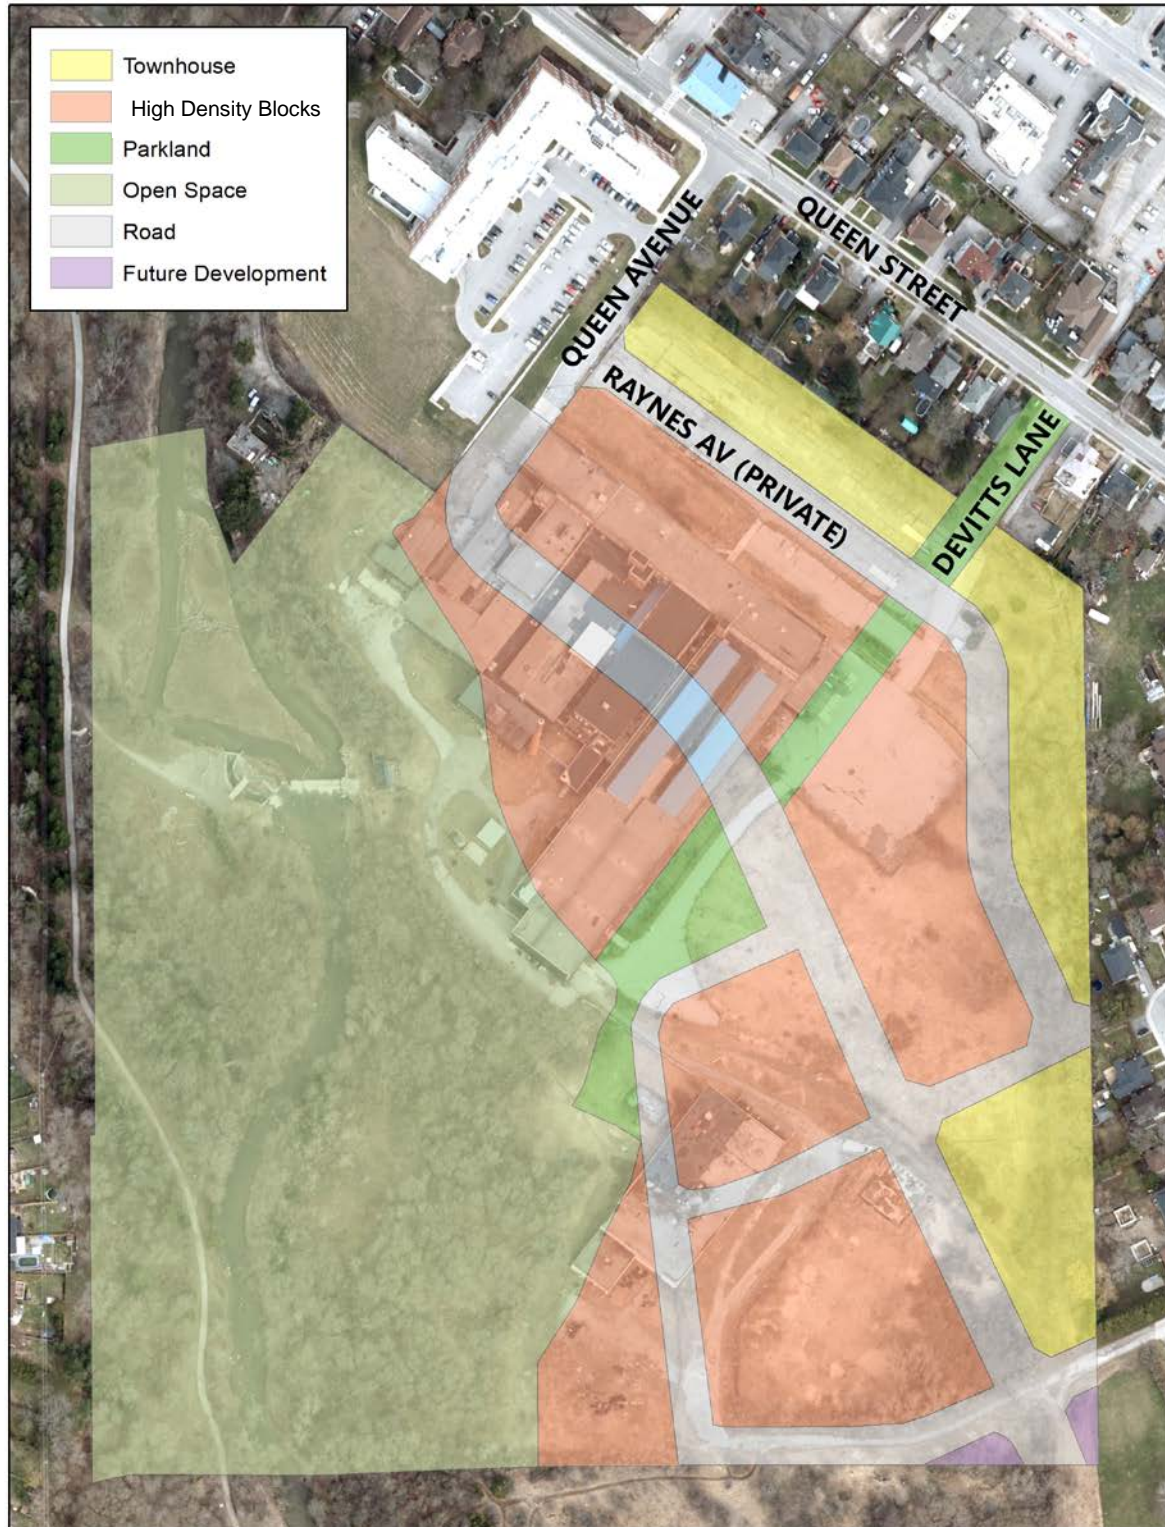 Townhouse
High Density Blocks
Parkland
Open Space
Road
Future Development
QUEEN AVENUE
QUEEN STREET
RAYNES AV (PRIVATE)
DEVITTS LANE